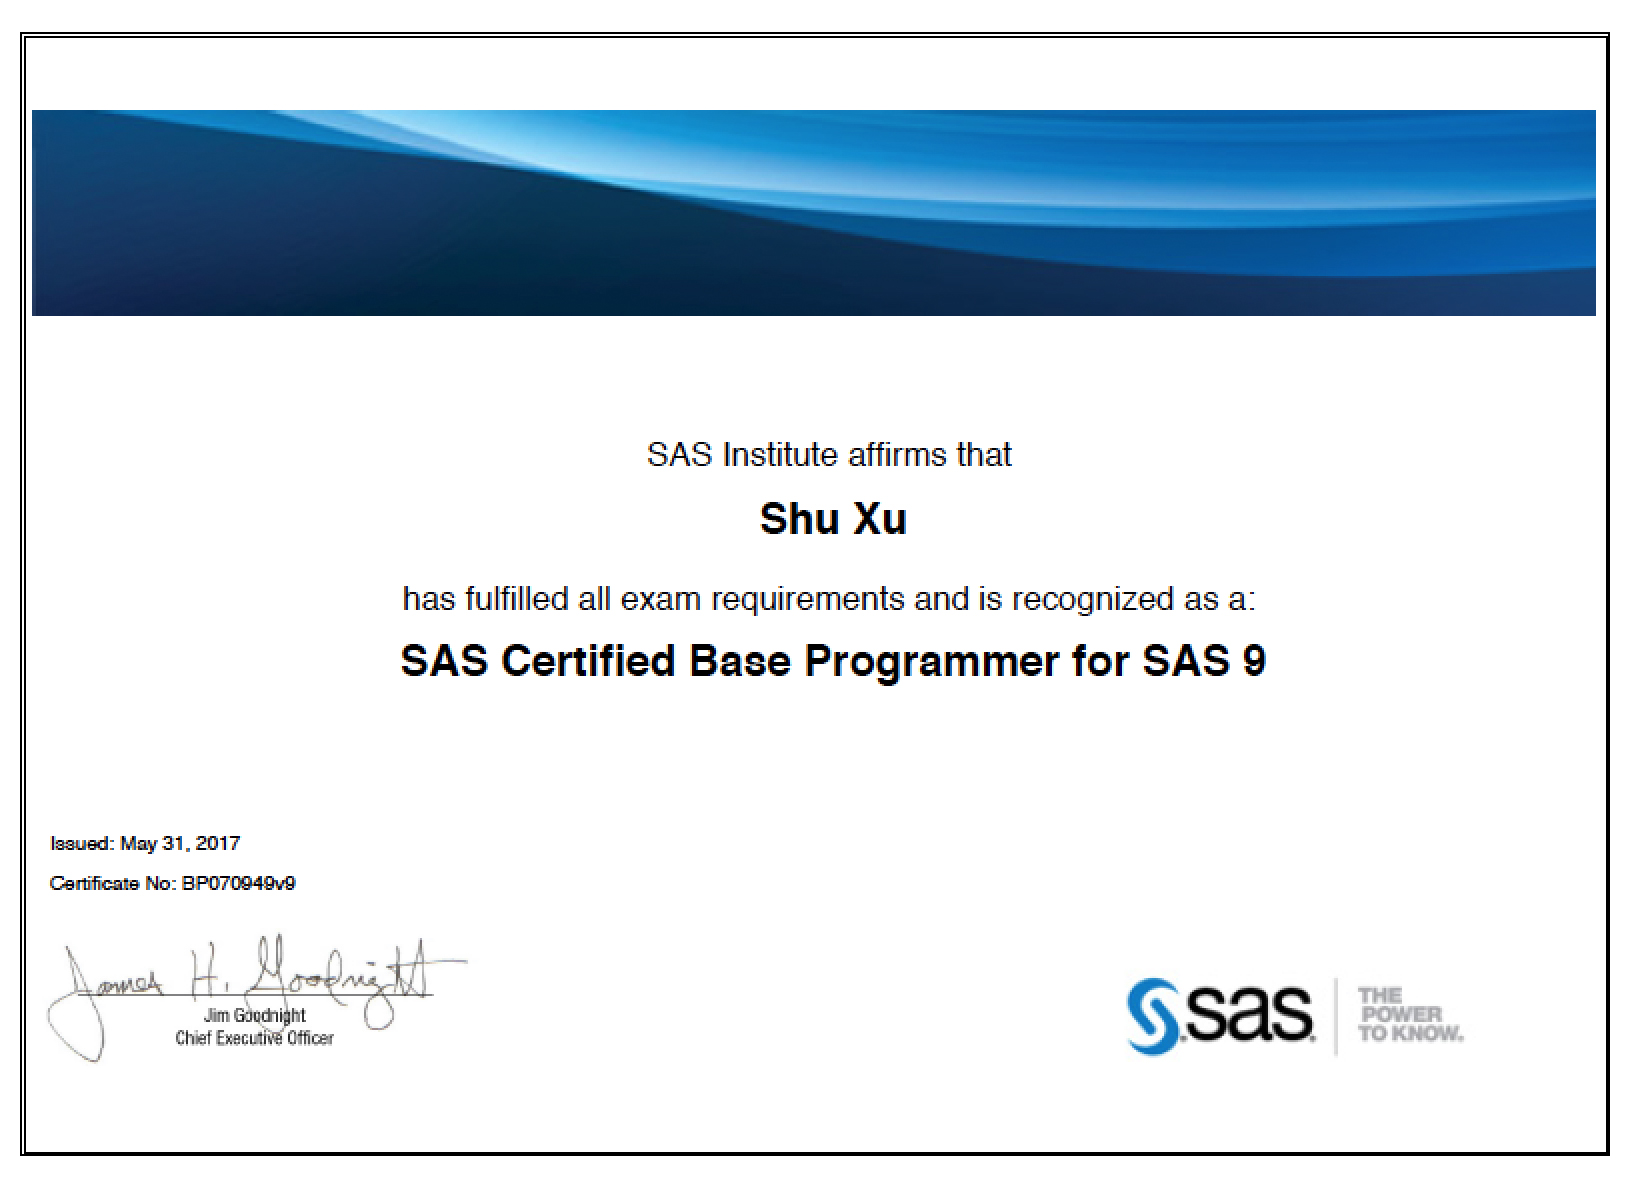 SAS Institute affirms that
Shu Xu
has fulfilled all exam requirements and is recognized as a:
SAS Certified Base Programmer for SAS 9
Issued: May 31, 2017
Certificate No: BP070949v9
James H. Goodnight
Jim Goodnight
Chief Executive Officer
sas
THE
POWER
TO KNOW.